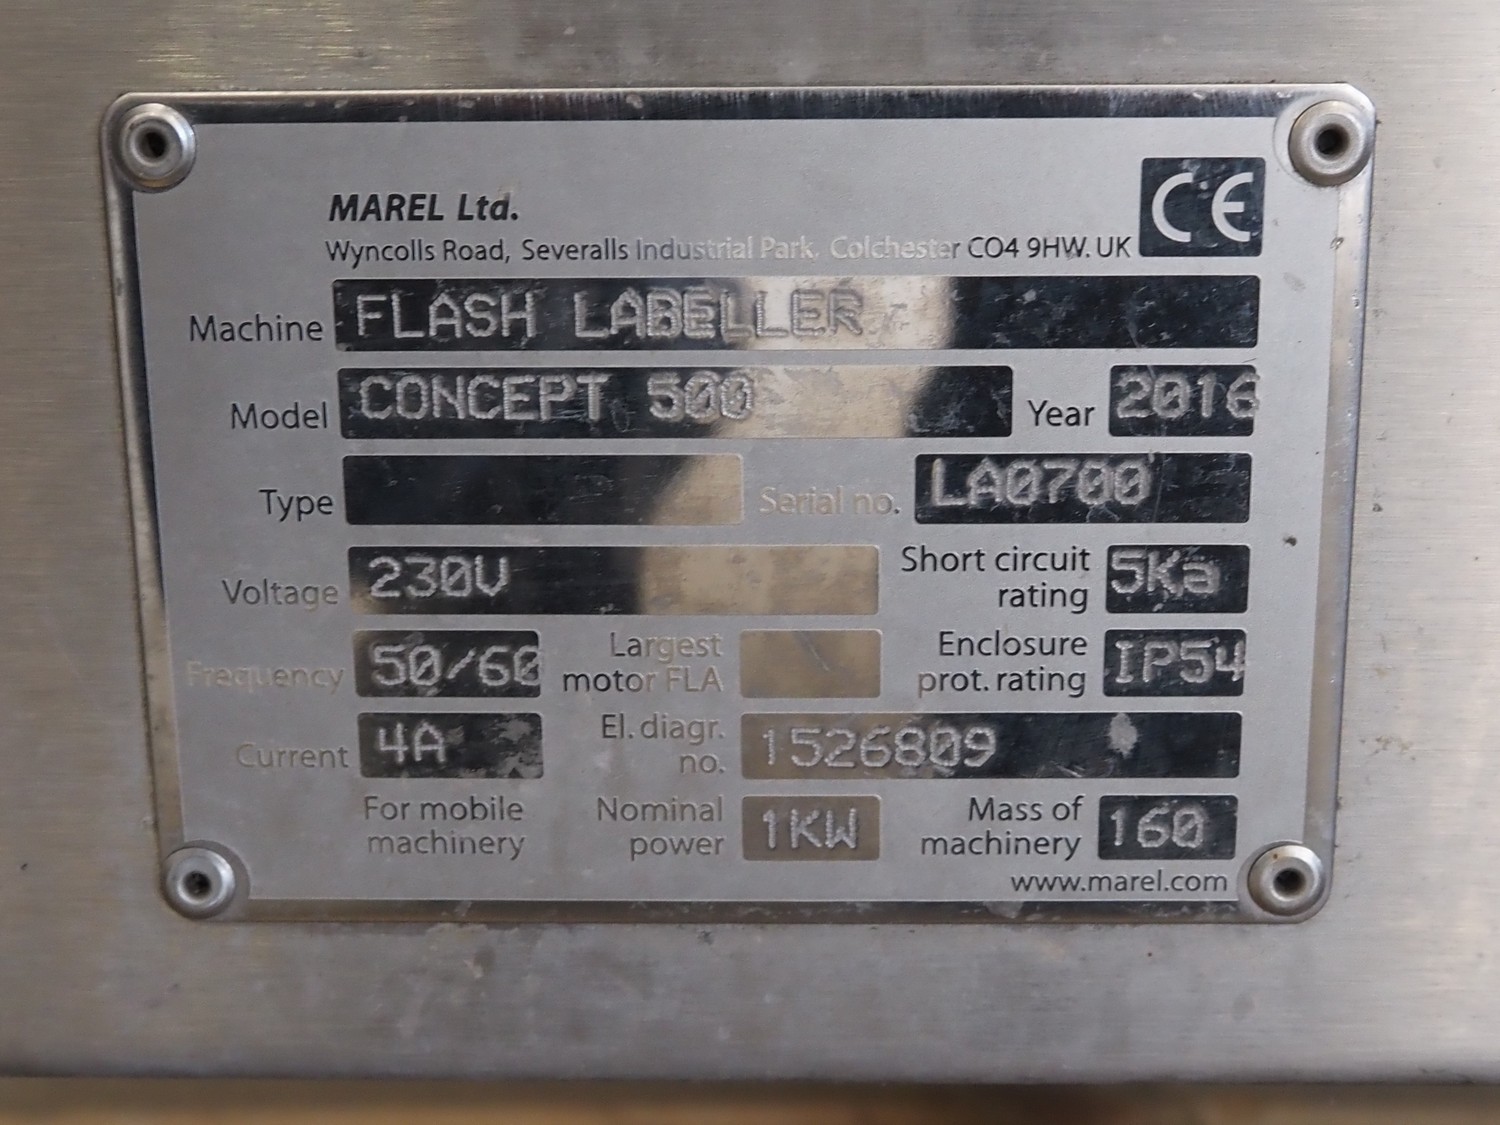 MAREL Ltd.
Wyncolls Road, Severalls Industrial Park, Colchester CO4 9HW. UK
CE
Machine FLASH LABELLER
Model CONCEPT 500 Year 2016
Type Serial no. LA0700
Voltage 230V Short circuit rating 5Ka
Frequency 50/60 Largest motor FLA Enclosure prot. rating IP54
Current 4A El. diagr. no. 1526809
For mobile machinery Nominal power 1KW Mass of machinery 160
www.marel.com